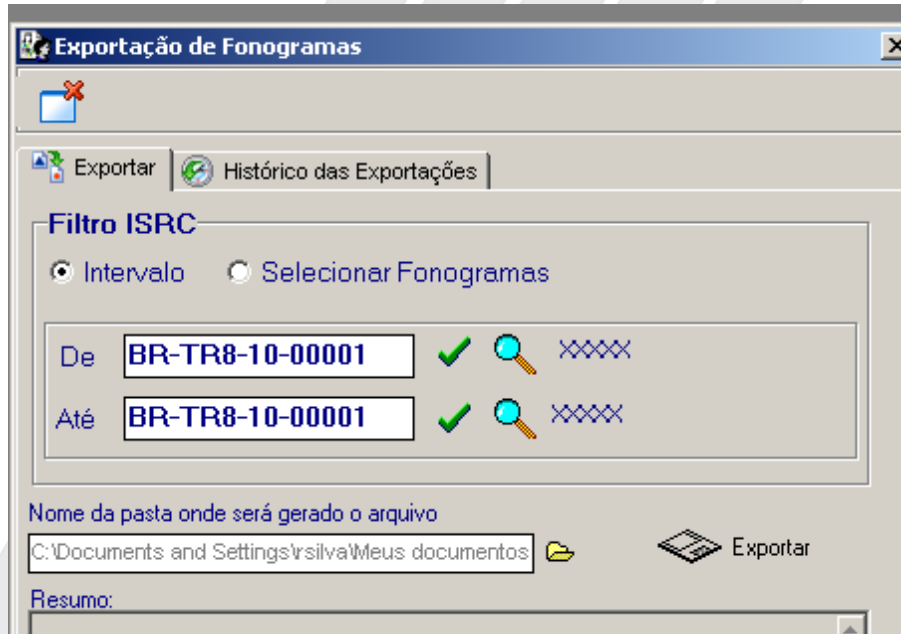 Exportação de Fonogramas
Exportar Histórico das Exportações
Filtro ISRC
Intervalo Selecionar Fonogramas
De BR-TR8-10-00001 XXXXX
Até BR-TR8-10-00001 XXXXX
Nome da pasta onde será gerado o arquivo
C:\Documents and Settings\rsilva\Meus documentos Exportar
Resumo: